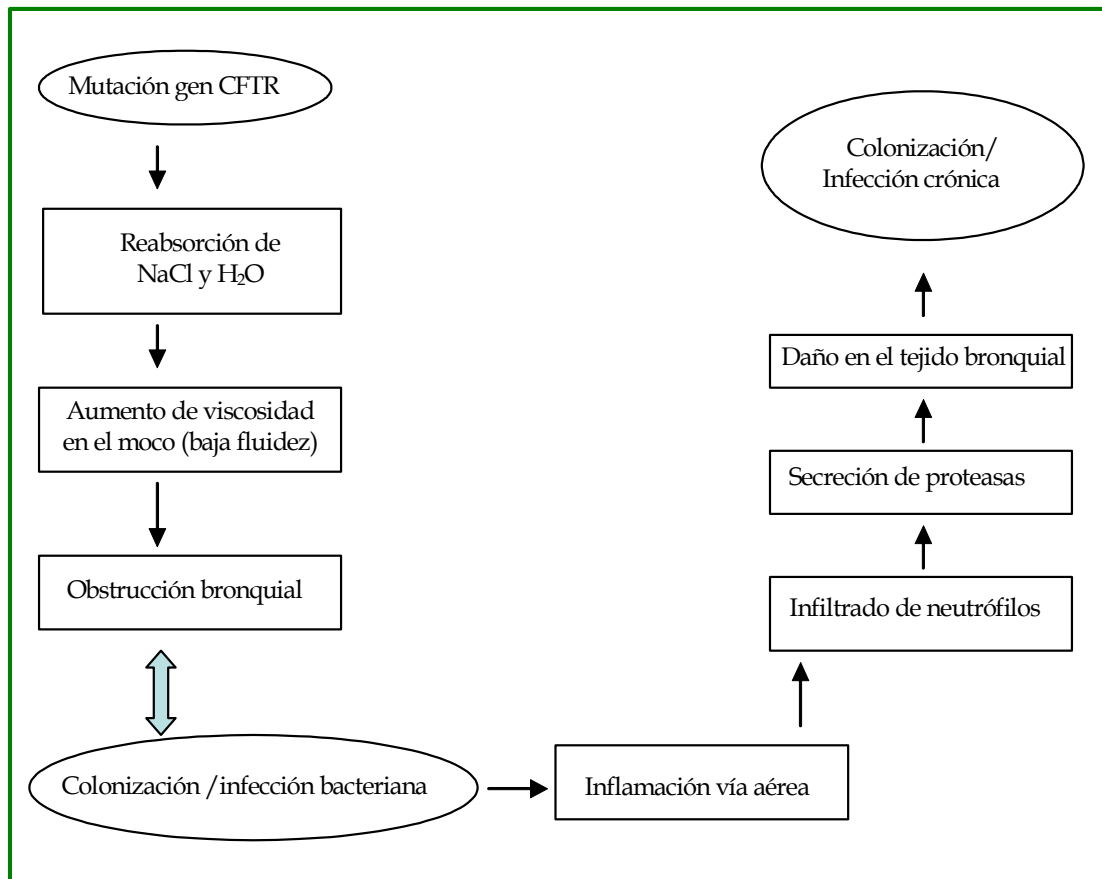 Mutación gen CFTR
Reabsorción de
NaCl y H₂O
Aumento de viscosidad
en el moco (baja fluidez)
Obstrucción bronquial
Colonización /infección bacteriana
Inflamación vía aérea
Infiltrado de neutrófilos
Secreción de proteasas
Daño en el tejido bronquial
Colonización/
Infección crónica